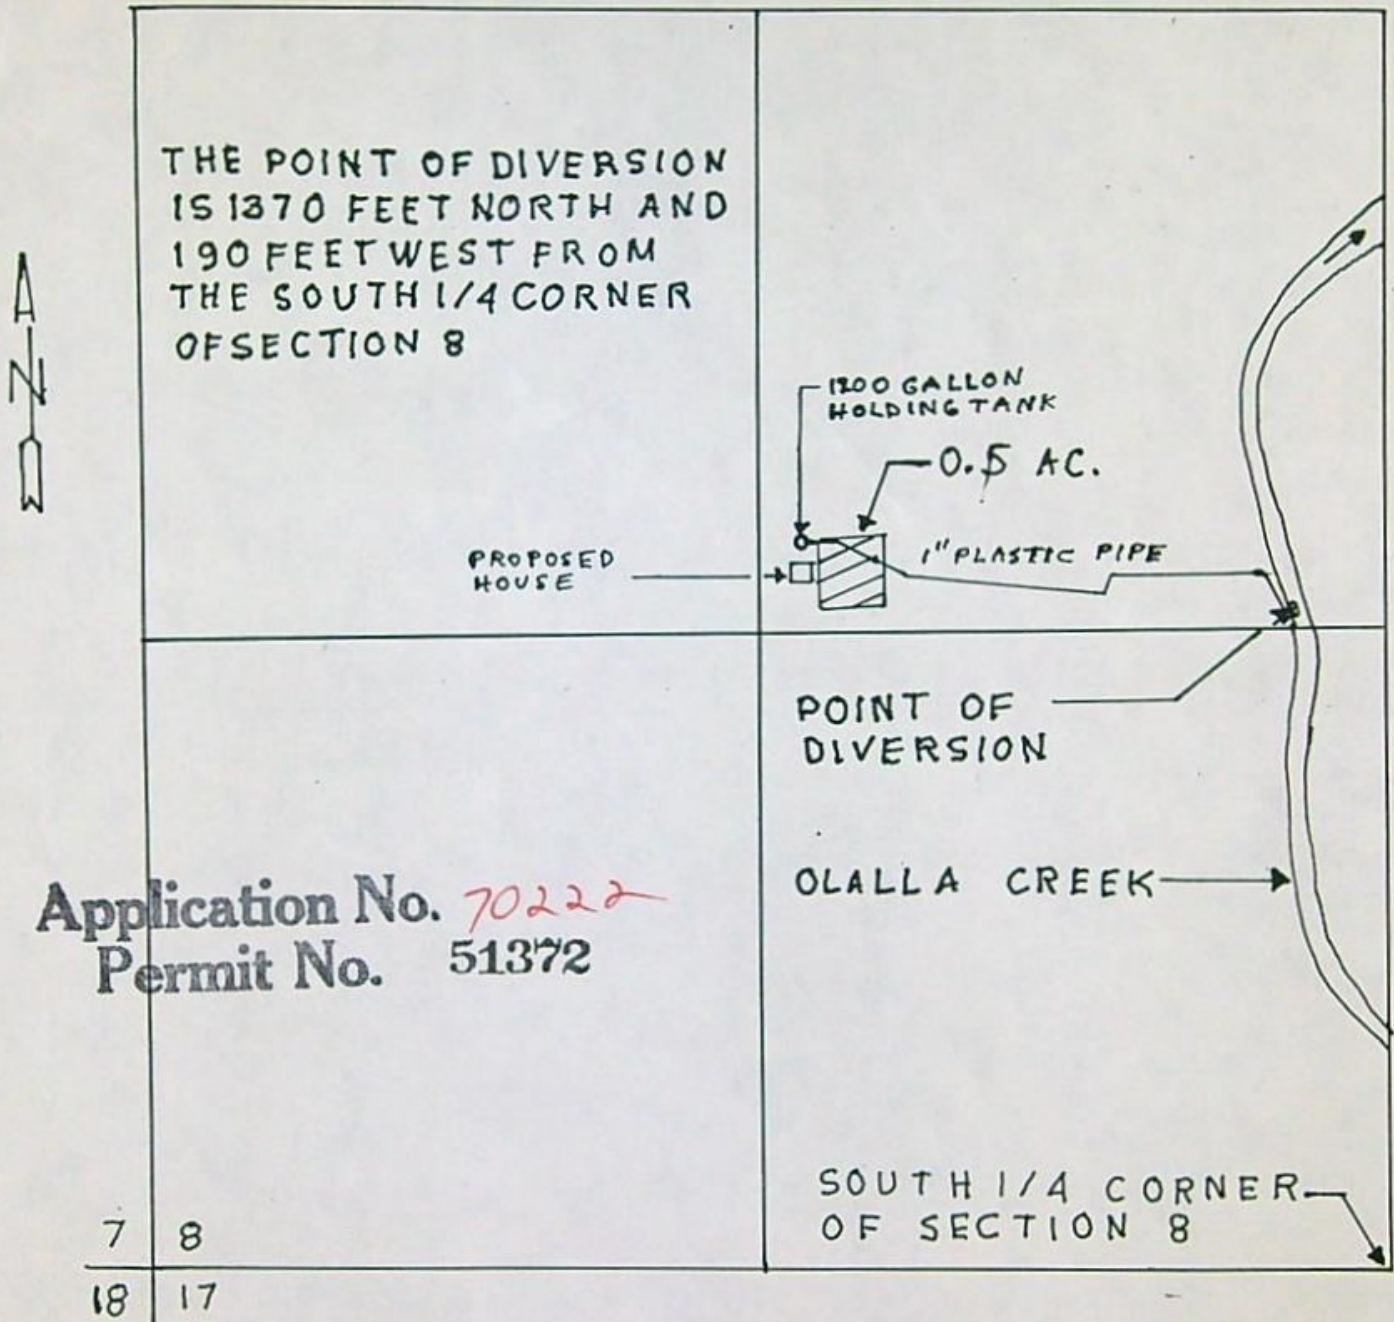 THE POINT OF DIVERSION
IS 1370 FEET NORTH AND
190 FEET WEST FROM
THE SOUTH 1/4 CORNER
OF SECTION 8
N
1200 GALLON
HOLDING TANK
0.5 AC.
PROPOSED
HOUSE
1" PLASTIC PIPE
POINT OF
DIVERSION
OLALLA CREEK
Application No. 70222
Permit No. 51372
SOUTH 1/4 CORNER
OF SECTION 8
7 8
18 17